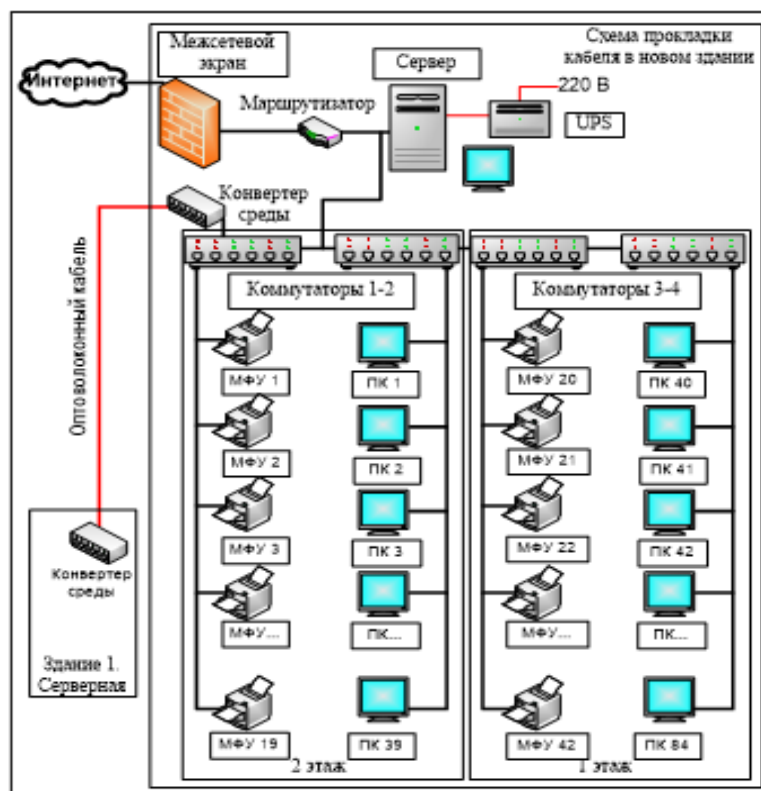 Схема прокладки
кабеля в новом здании
Межсетевой
экран
Сервер
Интернет
220 В
Маршрутизатор
UPS
Конвертер
среды
Коммутаторы 1-2
Коммутаторы 3-4
Опто волоконный кабель
МФУ 1
ПК 1
МФУ 20
ПК 40
МФУ 2
ПК 2
МФУ 21
ПК 41
МФУ 3
ПК 3
МФУ 22
ПК 42
Конвертер
среды
МФУ...
ПК...
МФУ...
ПК...
Здание 1.
Серверная
МФУ 19
ПК 39
МФУ 42
ПК 84
2 этаж
1 этаж